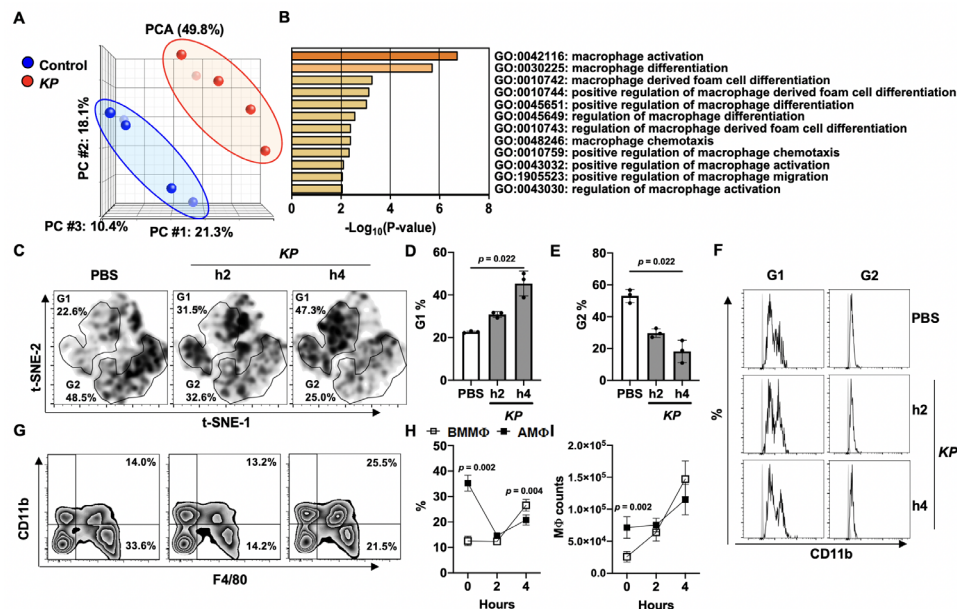 A
PCA (49.8%)
Control
KP
PC #2: 18.1%
PC #3: 10.4%
PC #1: 21.3%
B
GO:0042116: macrophage activation
GO:0030225: macrophage differentiation
GO:0010742: macrophage derived foam cell differentiation
GO:0010744: positive regulation of macrophage derived foam cell differentiation
GO:0045651: positive regulation of macrophage differentiation
GO:0045649: regulation of macrophage differentiation
GO:0010743: regulation of macrophage derived foam cell differentiation
GO:0048246: macrophage chemotaxis
GO:0010759: positive regulation of macrophage chemotaxis
GO:0043032: positive regulation of macrophage activation
GO:1905523: positive regulation of macrophage migration
GO:0043030: regulation of macrophage activation
0 2 4 6 8
-Log10(P-value)
C
KP
PBS h2 h4
G1
22.6%
G2
48.5%
G1
31.5%
G2
32.6%
G1
47.3%
G2
25.0%
t-SNE-2
t-SNE-1
D
p = 0.022
G1 %
60
40
20
0
PBS h2 h4
KP
E
p = 0.022
G2 %
80
60
40
20
0
PBS h2 h4
KP
F
G1 G2
PBS
h2
KP
h4
%
CD11b
G
14.0% 13.2% 25.5%
33.6% 14.2% 21.5%
CD11b
F4/80
H
BMMΦ AMΦ
%
50
40
30
20
10
0
p = 0.002
p = 0.004
0 2 4
Hours
I
MΦ counts
2.0×10⁵
1.5×10⁵
1.0×10⁵
5.0×10⁴
0.0
p = 0.002
0 2 4
Hours